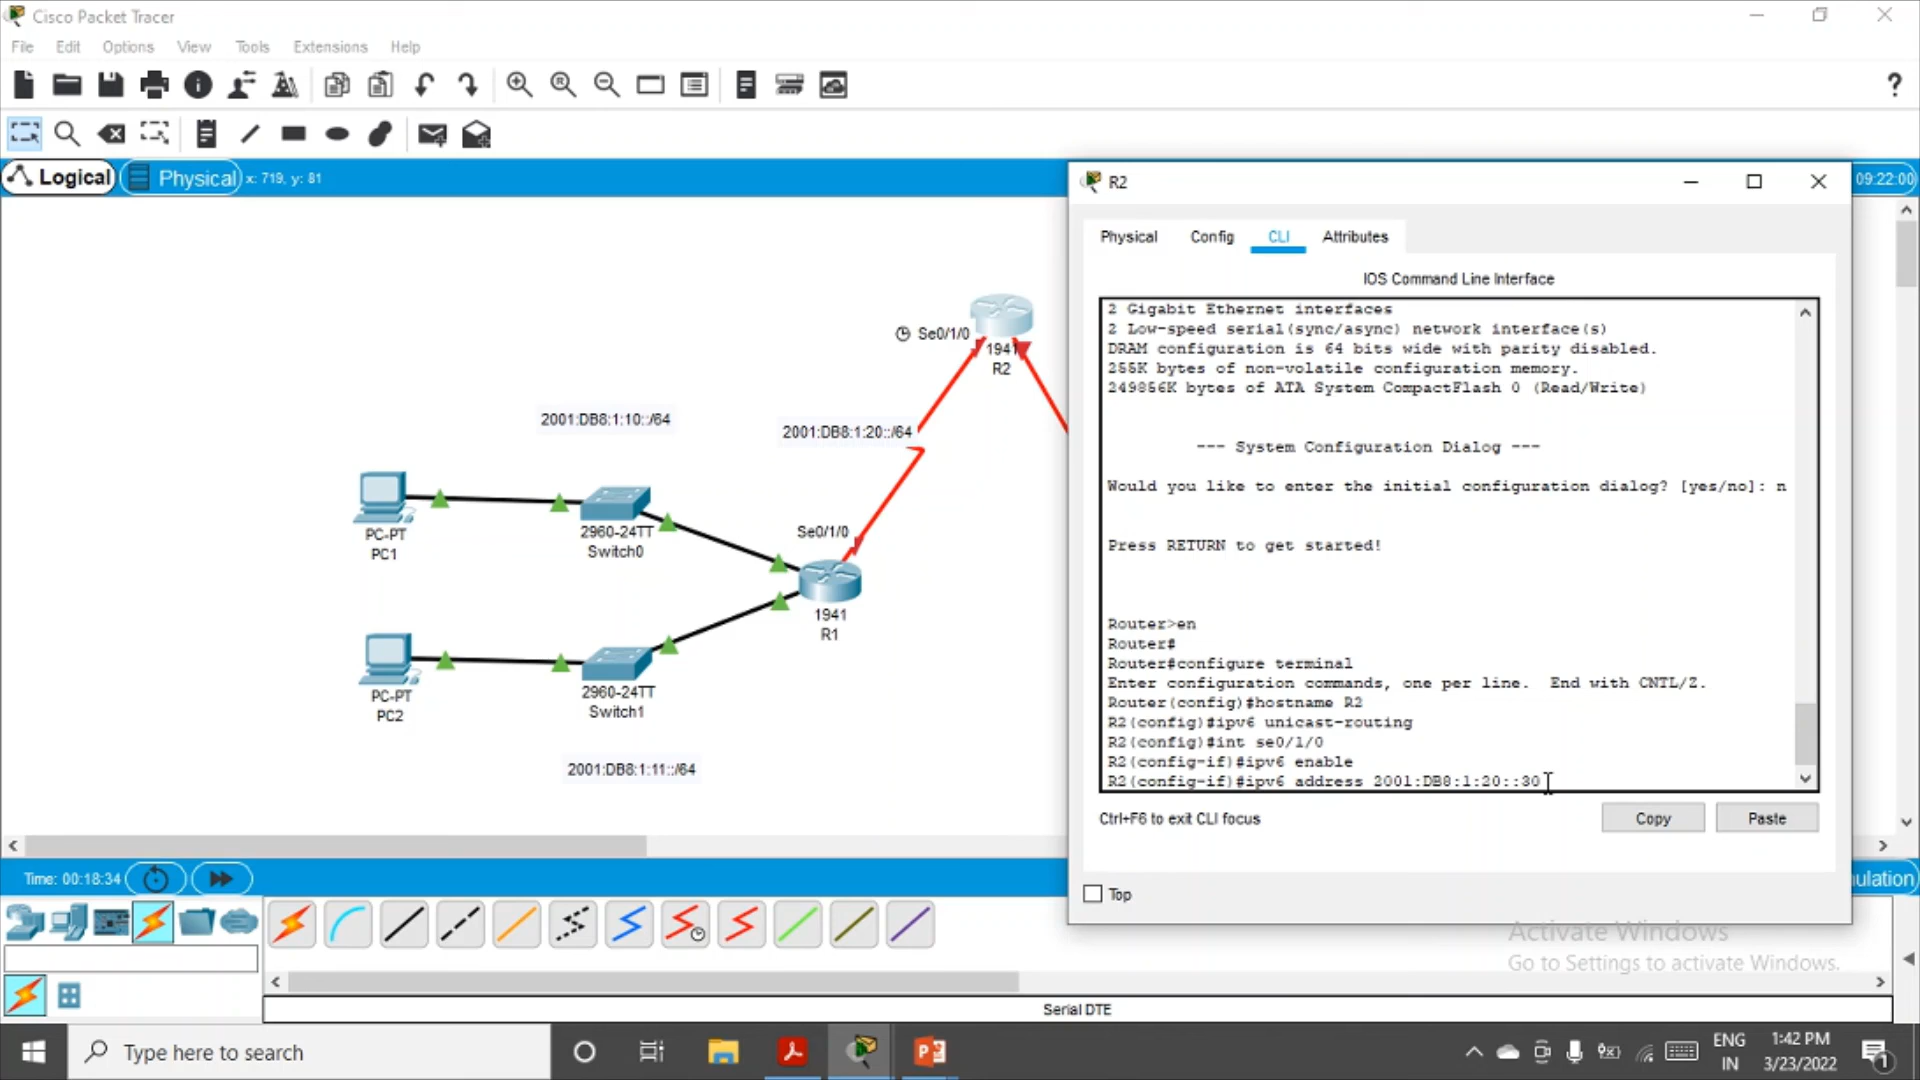 Cisco Packet Tracer
File Edit Options View Tools Extensions Help
?
Logical Physical x: 719, y: 81
09:22:00
R2
Physical Config CLI Attributes
IOS Command Line Interface
2 Gigabit Ethernet interfaces
2 Low-speed serial(sync/async) network interface(s)
DRAM configuration is 64 bits wide with parity disabled.
255K bytes of non-volatile configuration memory.
249856K bytes of ATA System CompactFlash 0 (Read/Write)
--- System Configuration Dialog ---
Would you like to enter the initial configuration dialog? [yes/no]: n
Press RETURN to get started!
Router>en
Router#
Router#configure terminal
Enter configuration commands, one per line. End with CNTL/Z.
Router(config)#hostname R2
R2(config)#ipv6 unicast-routing
R2(config)#int se0/1/0
R2(config-if)#ipv6 enable
R2(config-if)#ipv6 address 2001:DB8:1:20::30
Ctrl+F6 to exit CLI focus
Copy
Paste
Top
Se0/1/0
1941
R2
2001:DB8:1:10::/64
2001:DB8:1:20::/64
PC-PT
PC1
2960-24TT
Switch0
Se0/1/0
1941
R1
PC-PT
PC2
2960-24TT
Switch1
2001:DB8:1:11::/64
Time: 00:18:34
ulation
Activate Windows
Go to Settings to activate Windows.
Serial DTE
Type here to search
ENG
IN
1:42 PM
3/23/2022
1